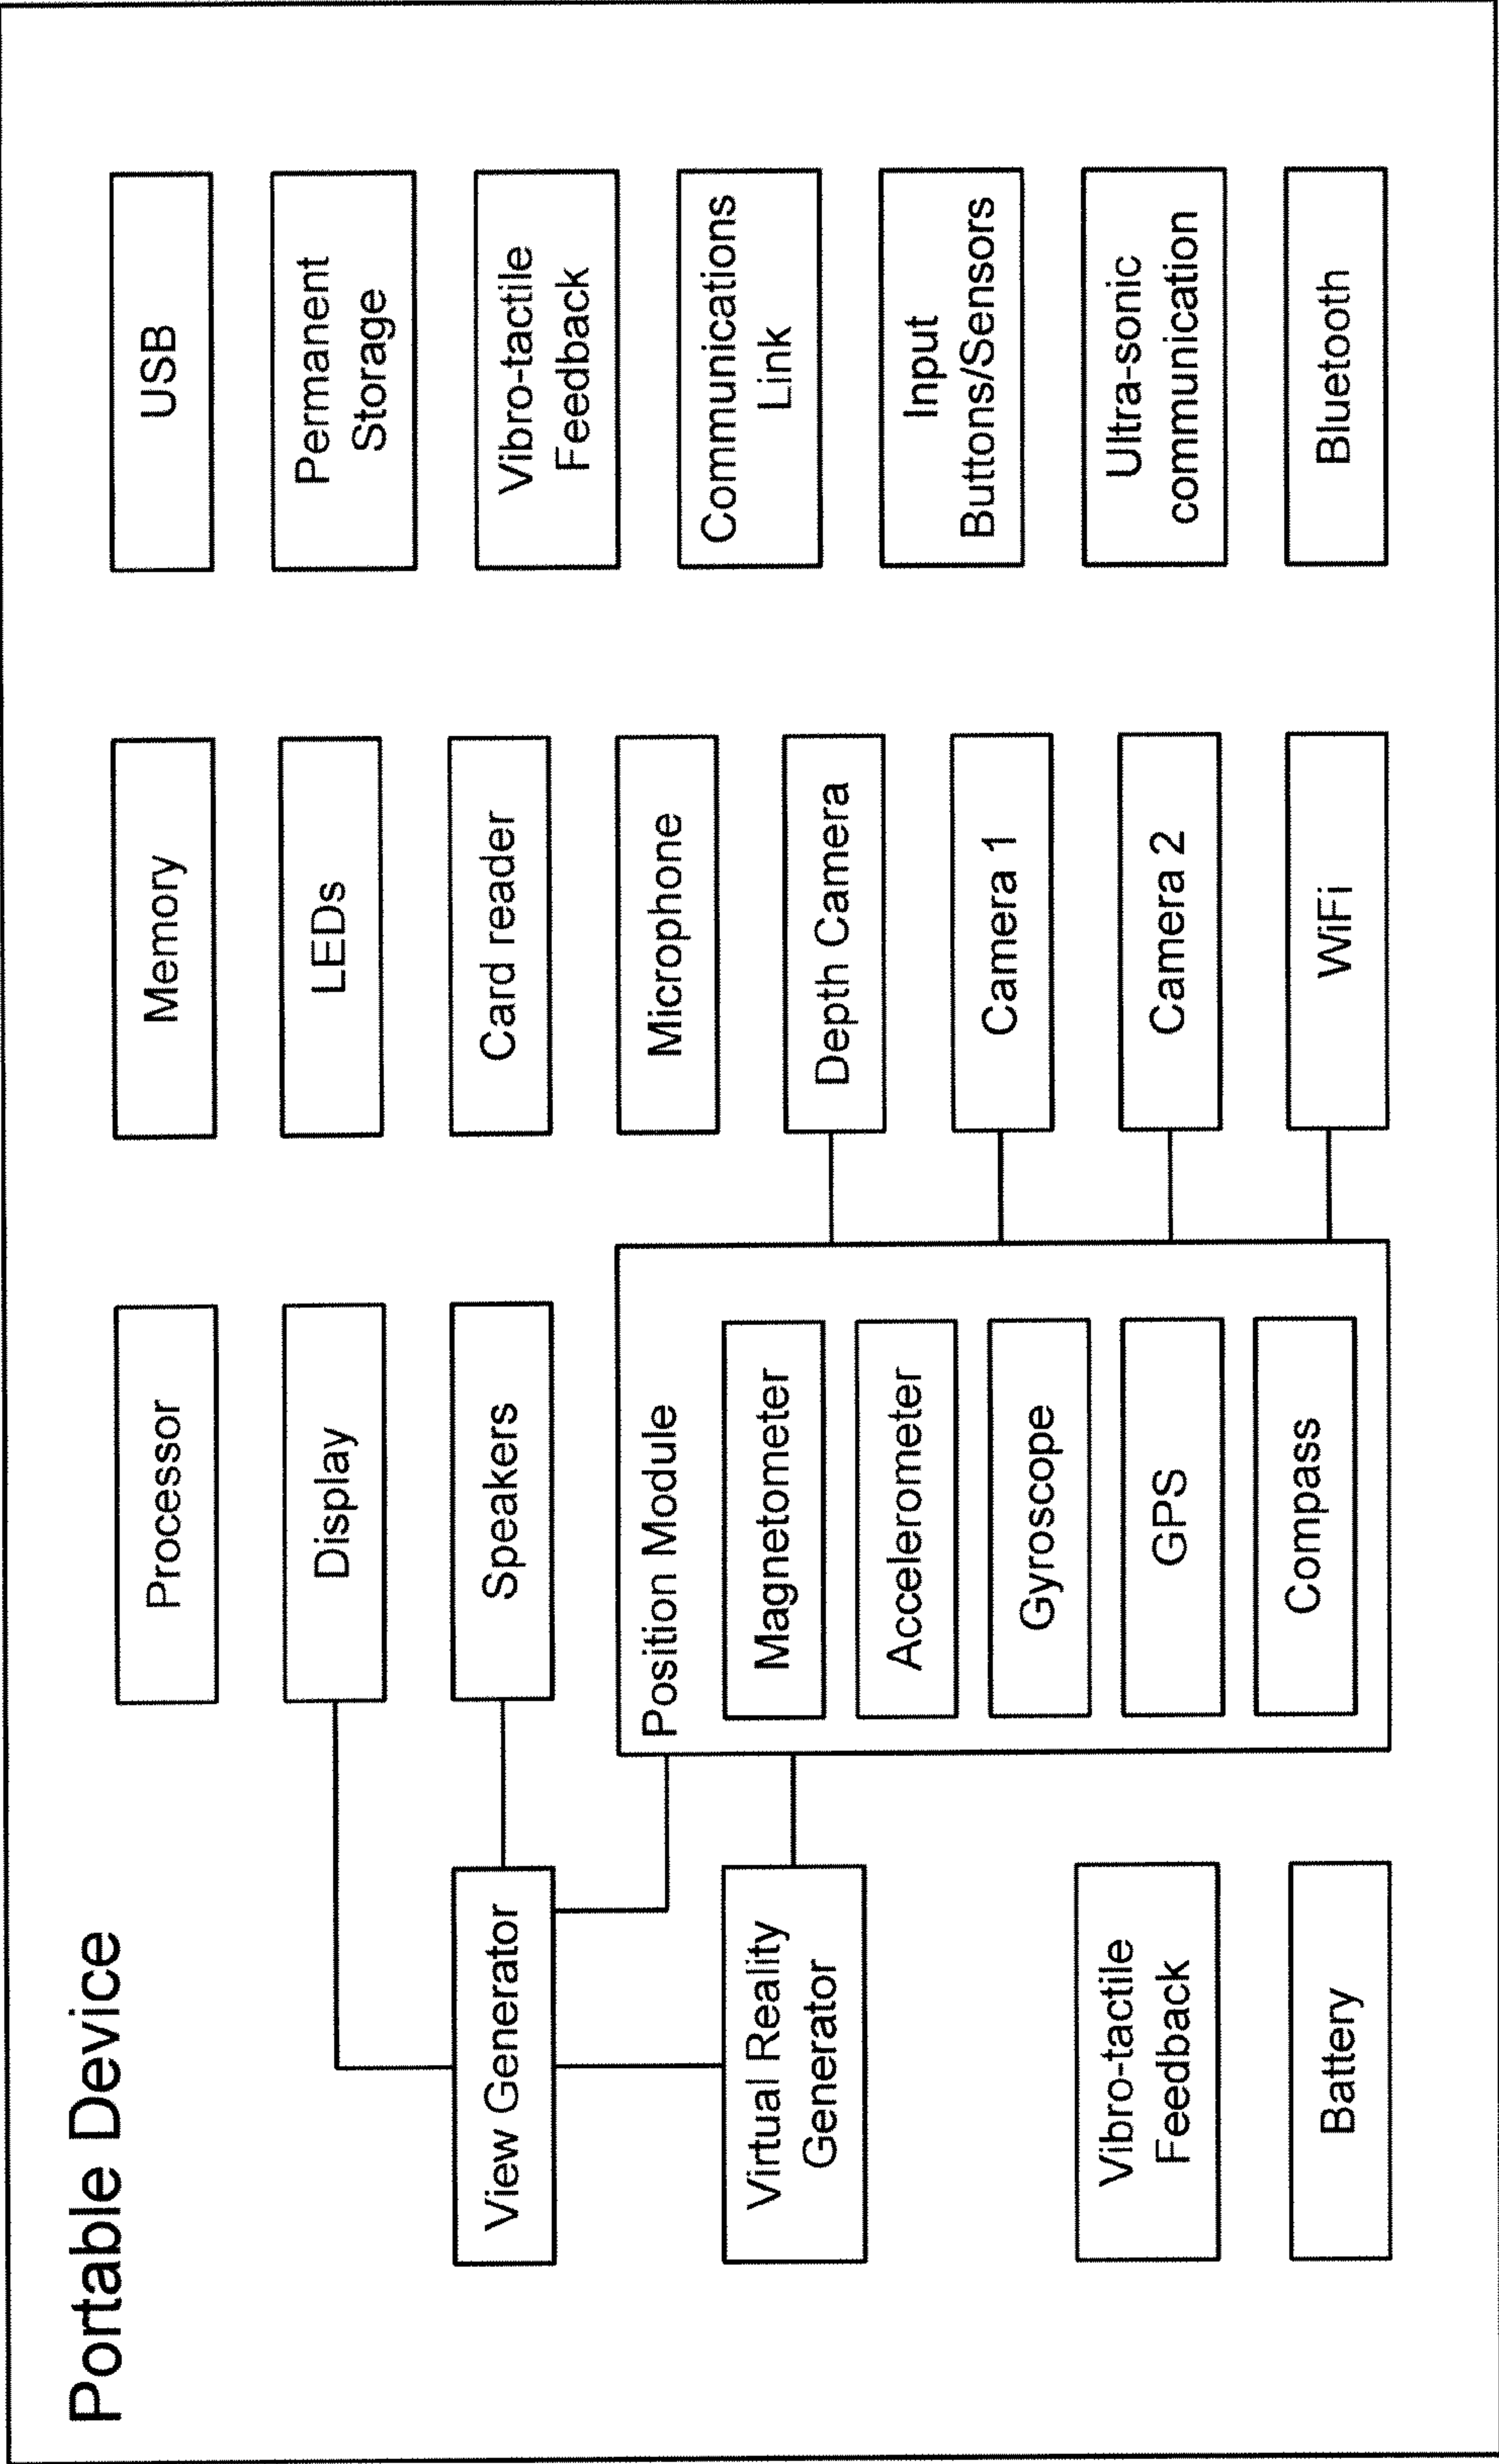 Portable Device
View Generator
Virtual Reality
Generator
Vibro-tactile
Feedback
Battery
Processor
Display
Speakers
Position Module
Magnetometer
Accelerometer
Gyroscope
GPS
Compass
Memory
LEDs
Card reader
Microphone
Depth Camera
Camera 1
Camera 2
WiFi
USB
Permanent
Storage
Vibro-tactile
Feedback
Communications
Link
Input
Buttons/Sensors
Ultra-sonic
communication
Bluetooth